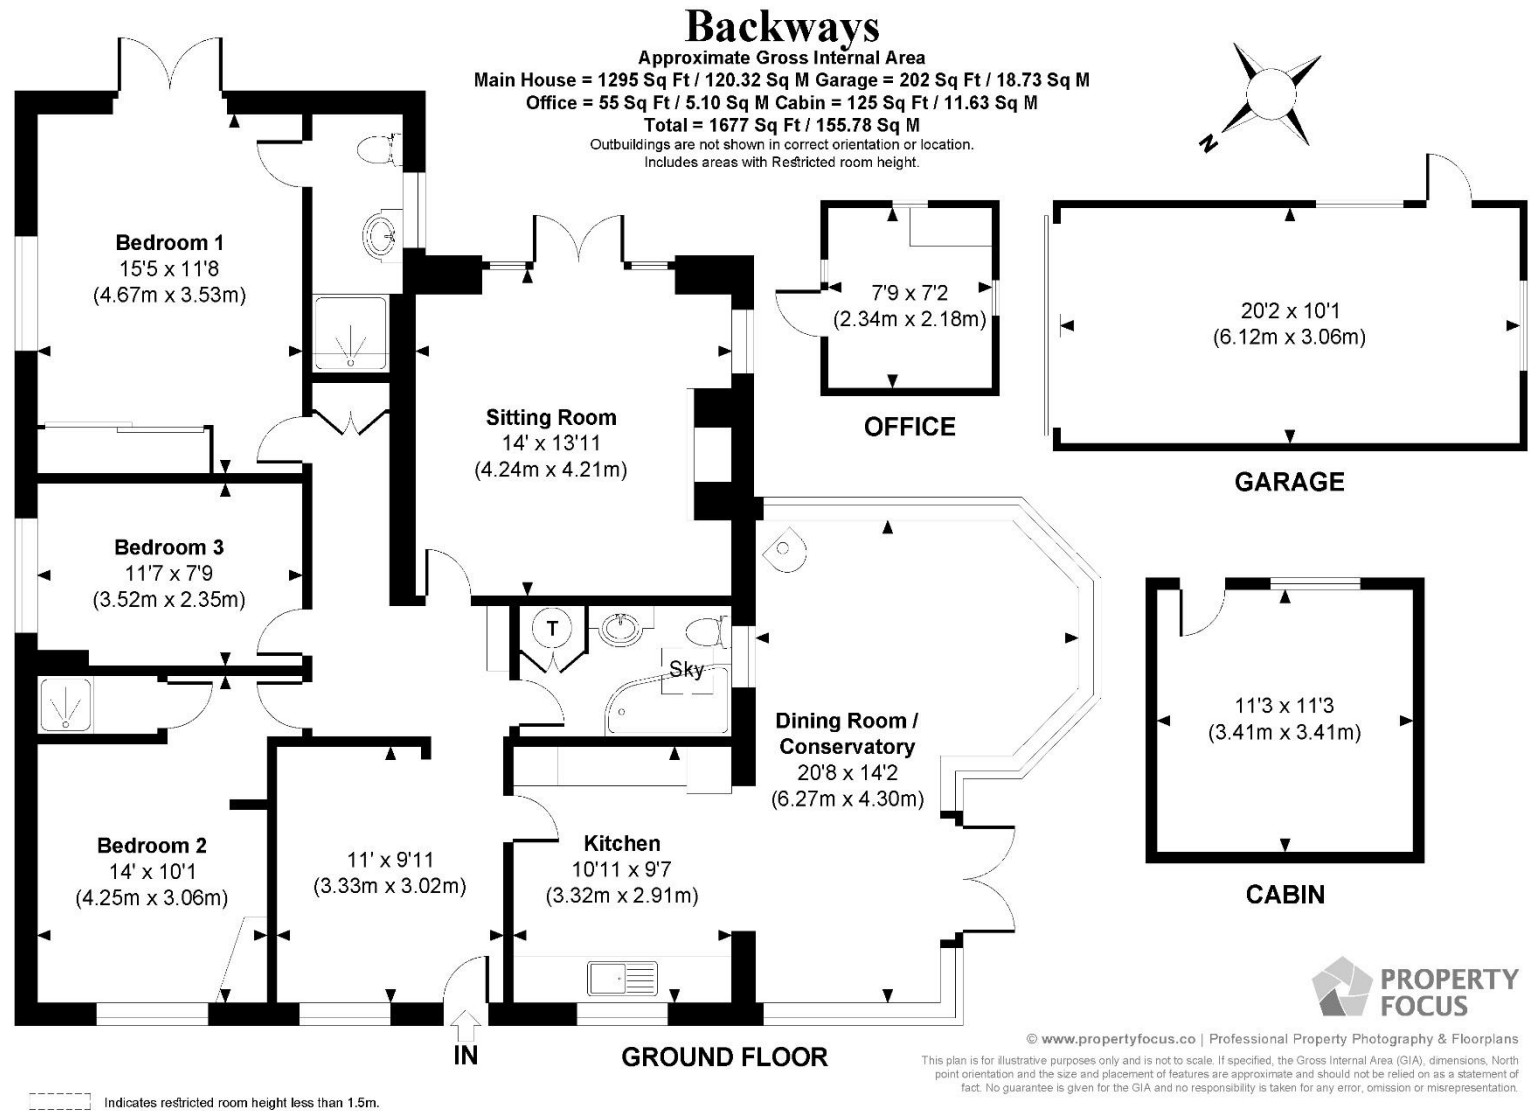 Backways
Approximate Gross Internal Area
Main House = 1295 Sq Ft / 120.32 Sq M Garage = 202 Sq Ft / 18.73 Sq M
Office = 55 Sq Ft / 5.10 Sq M Cabin = 125 Sq Ft / 11.63 Sq M
Total = 1677 Sq Ft / 155.78 Sq M
Outbuildings are not shown in correct orientation or location.
Includes areas with Restricted room height.
N
Bedroom 1
15'5 x 11'8
(4.67m x 3.53m)
Sitting Room
14' x 13'11
(4.24m x 4.21m)
7'9 x 7'2
(2.34m x 2.18m)
OFFICE
20'2 x 10'1
(6.12m x 3.06m)
GARAGE
Bedroom 3
11'7 x 7'9
(3.52m x 2.35m)
T
Sky
Dining Room /
Conservatory
20'8 x 14'2
(6.27m x 4.30m)
11'3 x 11'3
(3.41m x 3.41m)
CABIN
Bedroom 2
14' x 10'1
(4.25m x 3.06m)
11' x 9'11
(3.33m x 3.02m)
Kitchen
10'11 x 9'7
(3.32m x 2.91m)
IN
GROUND FLOOR
PROPERTY
FOCUS
© www.propertyfocus.co | Professional Property Photography & Floorplans
This plan is for illustrative purposes only and is not to scale. If specified, the Gross Internal Area (GIA), dimensions, North
point orientation and the size and placement of features are approximate and should not be relied on as a statement of
fact. No guarantee is given for the GIA and no responsibility is taken for any error, omission or misrepresentation.
Indicates restricted room height less than 1.5m.